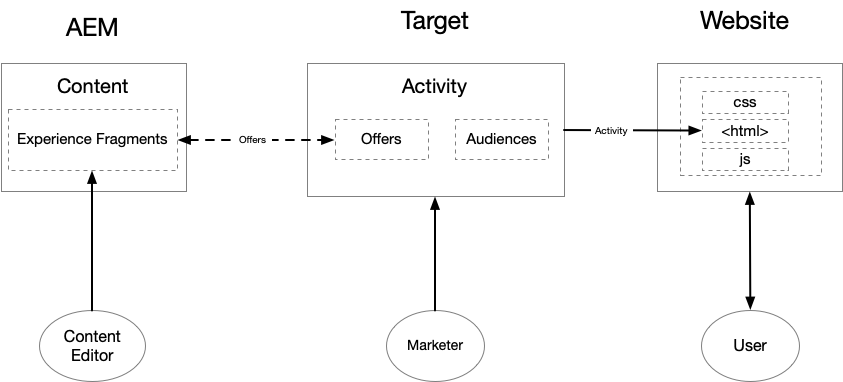 AEM
Target
Website
Content
Experience Fragments
Offers
Activity
Offers
Audiences
Activity
css
<html>
js
Content
Editor
Marketer
User